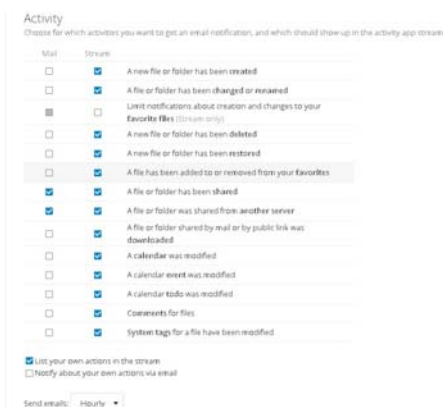 Activity
Choose for which activities you want to get an email notification, and which should show up in the activity app stream
Mail Stream
A new file or folder has been created
A file or folder has been changed or renamed
Limit notifications about creation and changes to your
favorite files (Stream only)
A new file or folder has been deleted
A new file or folder has been restored
A file has been added to or removed from your favorites
A file or folder has been shared
A file or folder was shared from another server
A file or folder shared by mail or by public link was
downloaded
A calendar was modified
A calendar event was modified
A calendar todo was modified
Comments for files
System tags for a file have been modified
List your own actions in the stream
Notify about your own actions via email
Send emails: Hourly